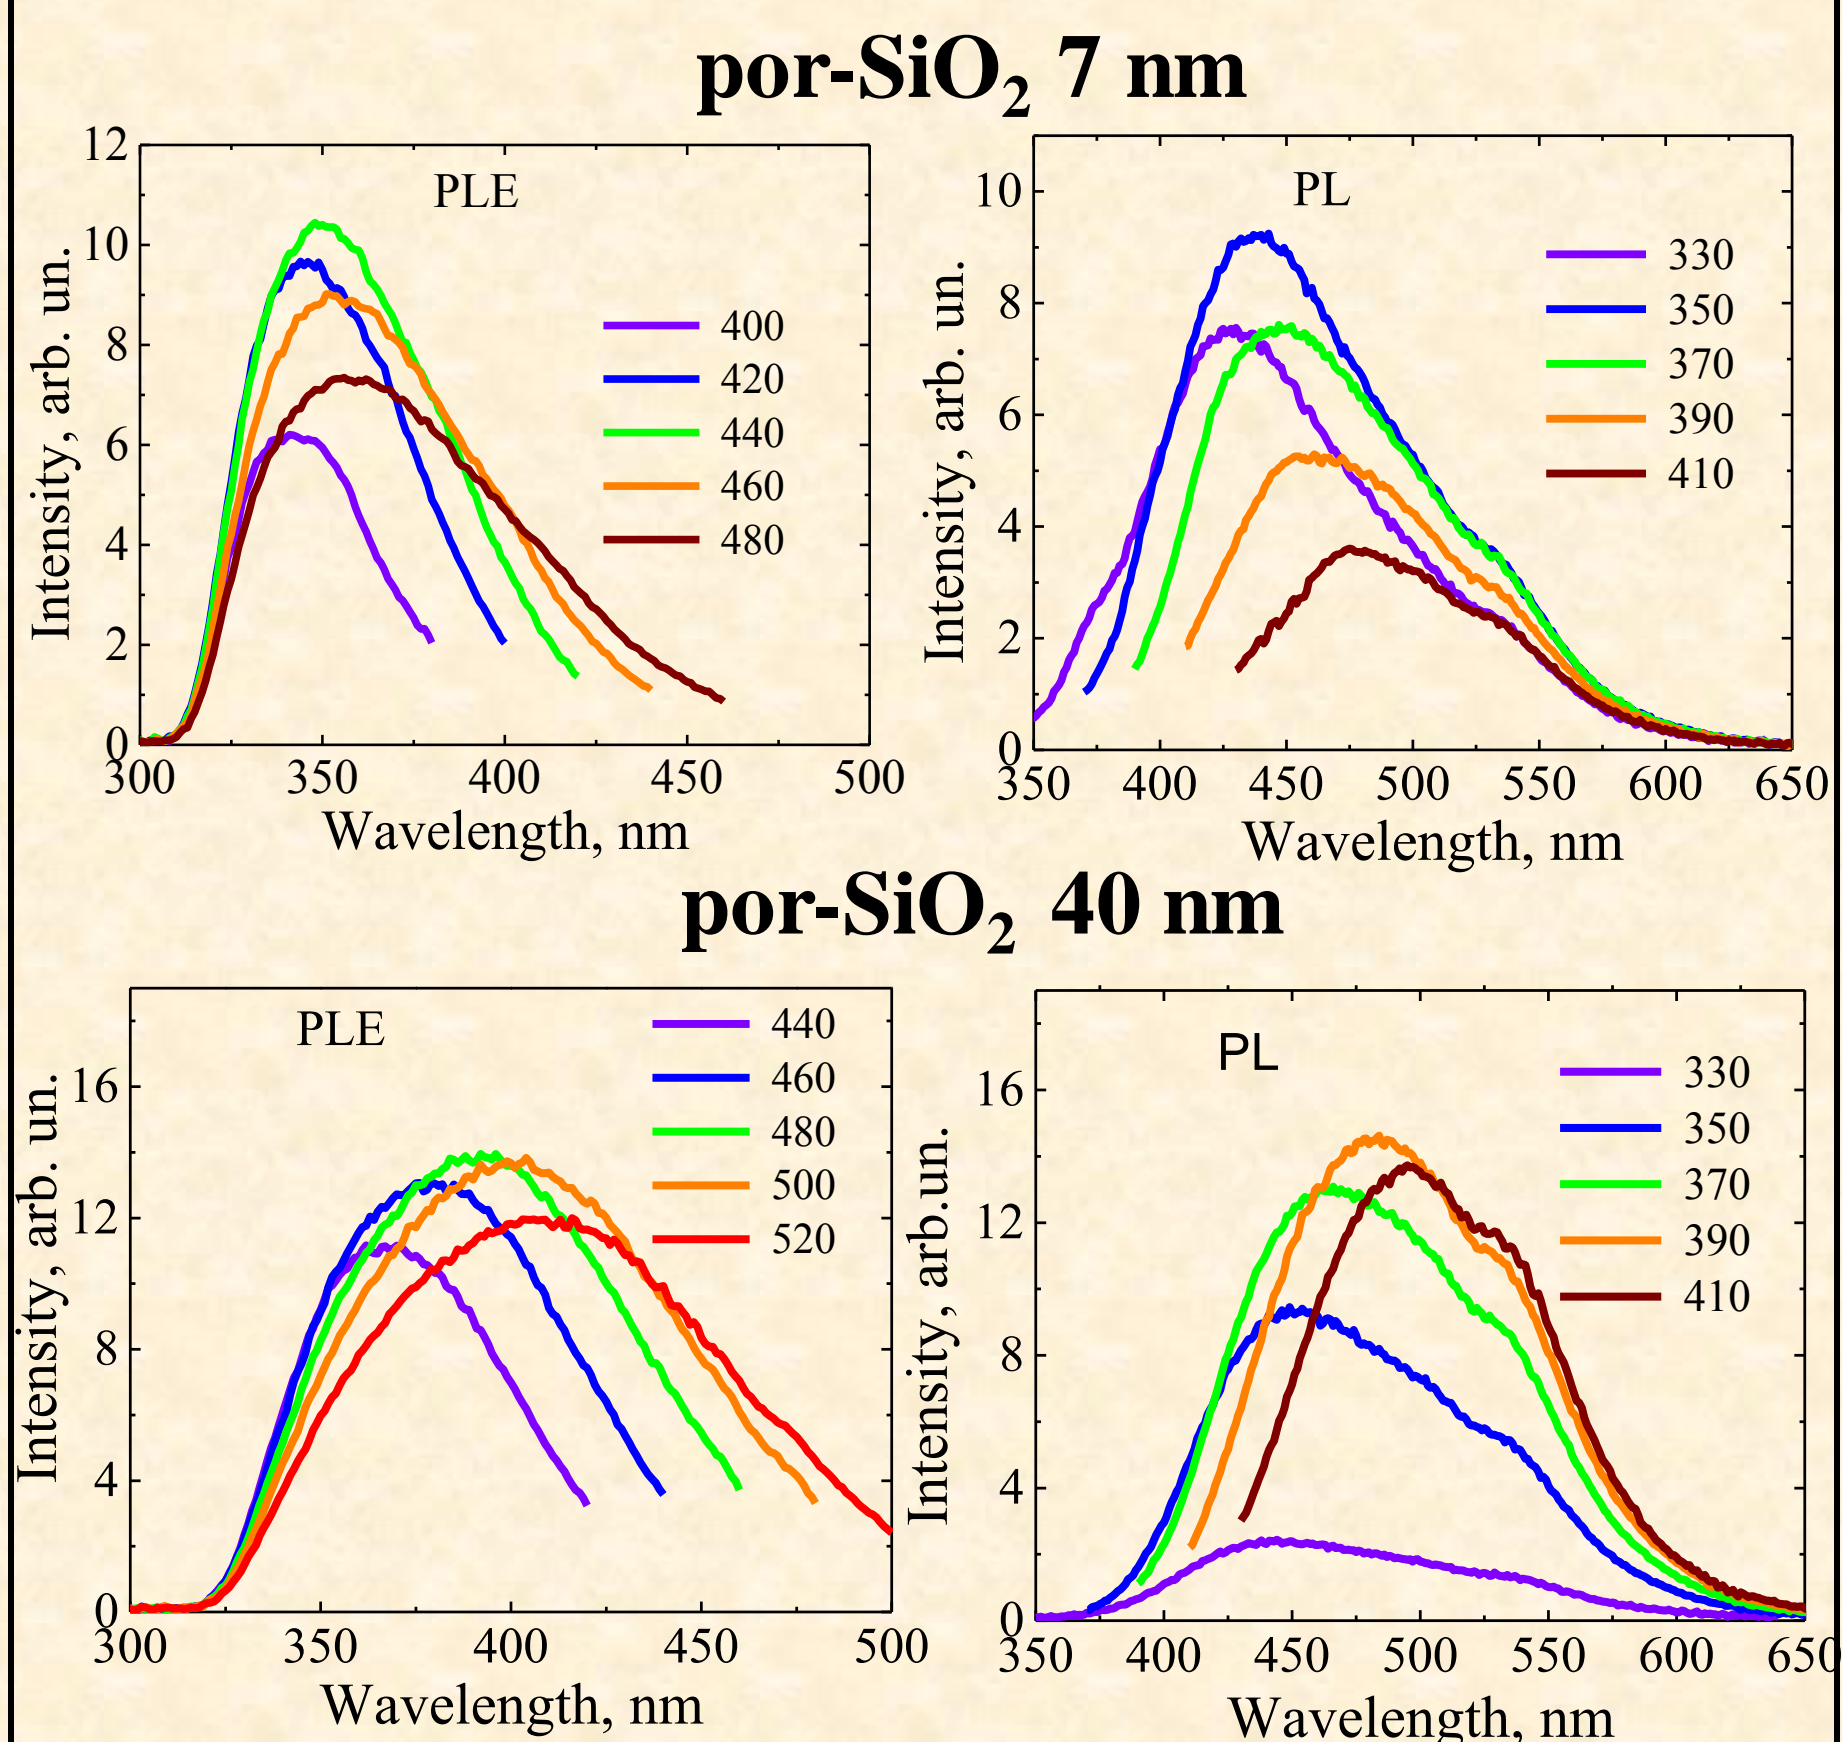 por-SiO₂ 7 nm
PLE
Intensity, arb. un.
12
10
8
6
4
2
0
400
420
440
460
480
300 350 400 450 500
Wavelength, nm
PL
Intensity, arb. un.
10
8
6
4
2
0
330
350
370
390
410
350 400 450 500 550 600 650
Wavelength, nm
por-SiO₂ 40 nm
PLE
Intensity, arb. un.
16
12
8
4
0
440
460
480
500
520
300 350 400 450 500
Wavelength, nm
PL
Intensity, arb.un.
16
12
8
4
0
330
350
370
390
410
350 400 450 500 550 600 650
Wavelength, nm